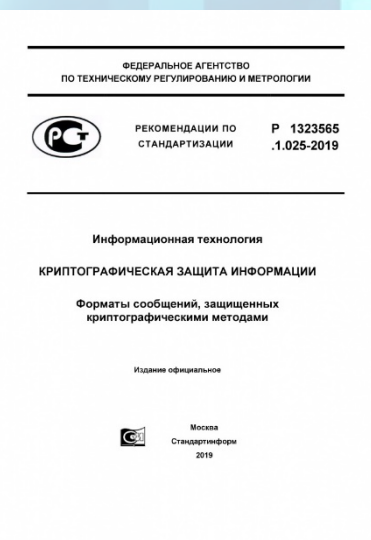 ФЕДЕРАЛЬНОЕ АГЕНТСТВО
ПО ТЕХНИЧЕСКОМУ РЕГУЛИРОВАНИЮ И МЕТРОЛОГИИ
РСТ
РЕКОМЕНДАЦИИ ПО
СТАНДАРТИЗАЦИИ
Р 1323565
.1.025-2019
Информационная технология
КРИПТОГРАФИЧЕСКАЯ ЗАЩИТА ИНФОРМАЦИИ
Форматы сообщений, защищенных
криптографическими методами
Издание официальное
Москва
Стандартинформ
2019